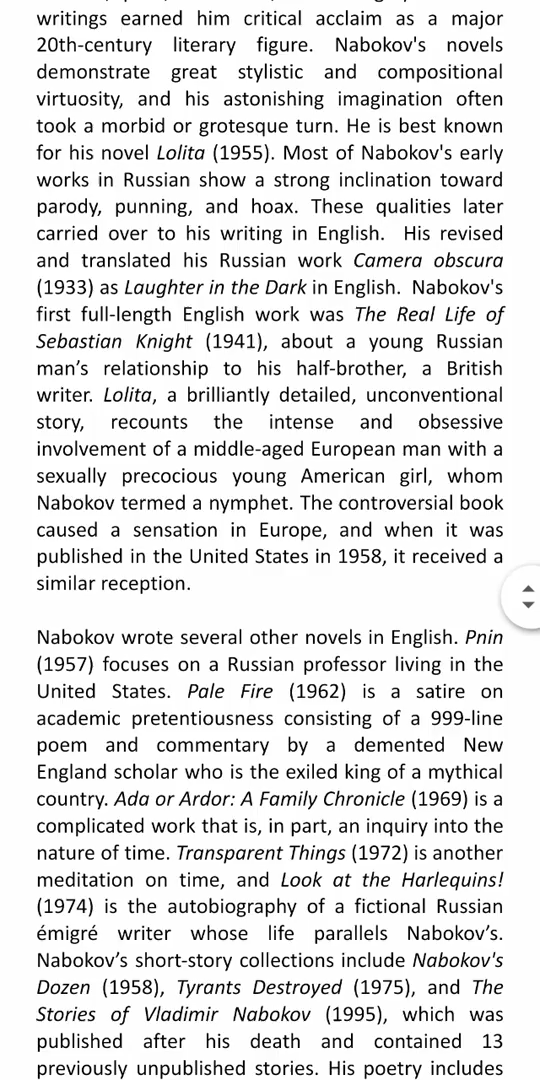 writings earned him critical acclaim as a major
20th-century literary figure. Nabokov's novels
demonstrate great stylistic and compositional
virtuosity, and his astonishing imagination often
took a morbid or grotesque turn. He is best known
for his novel Lolita (1955). Most of Nabokov's early
works in Russian show a strong inclination toward
parody, punning, and hoax. These qualities later
carried over to his writing in English. His revised
and translated his Russian work Camera obscura
(1933) as Laughter in the Dark in English. Nabokov's
first full-length English work was The Real Life of
Sebastian Knight (1941), about a young Russian
man’s relationship to his half-brother, a British
writer. Lolita, a brilliantly detailed, unconventional
story, recounts the intense and obsessive
involvement of a middle-aged European man with a
sexually precocious young American girl, whom
Nabokov termed a nymphet. The controversial book
caused a sensation in Europe, and when it was
published in the United States in 1958, it received a
similar reception.
Nabokov wrote several other novels in English. Pnin
(1957) focuses on a Russian professor living in the
United States. Pale Fire (1962) is a satire on
academic pretentiousness consisting of a 999-line
poem and commentary by a demented New
England scholar who is the exiled king of a mythical
country. Ada or Ardor: A Family Chronicle (1969) is a
complicated work that is, in part, an inquiry into the
nature of time. Transparent Things (1972) is another
meditation on time, and Look at the Harlequins!
(1974) is the autobiography of a fictional Russian
émigré writer whose life parallels Nabokov’s.
Nabokov’s short-story collections include Nabokov's
Dozen (1958), Tyrants Destroyed (1975), and The
Stories of Vladimir Nabokov (1995), which was
published after his death and contained 13
previously unpublished stories. His poetry includes